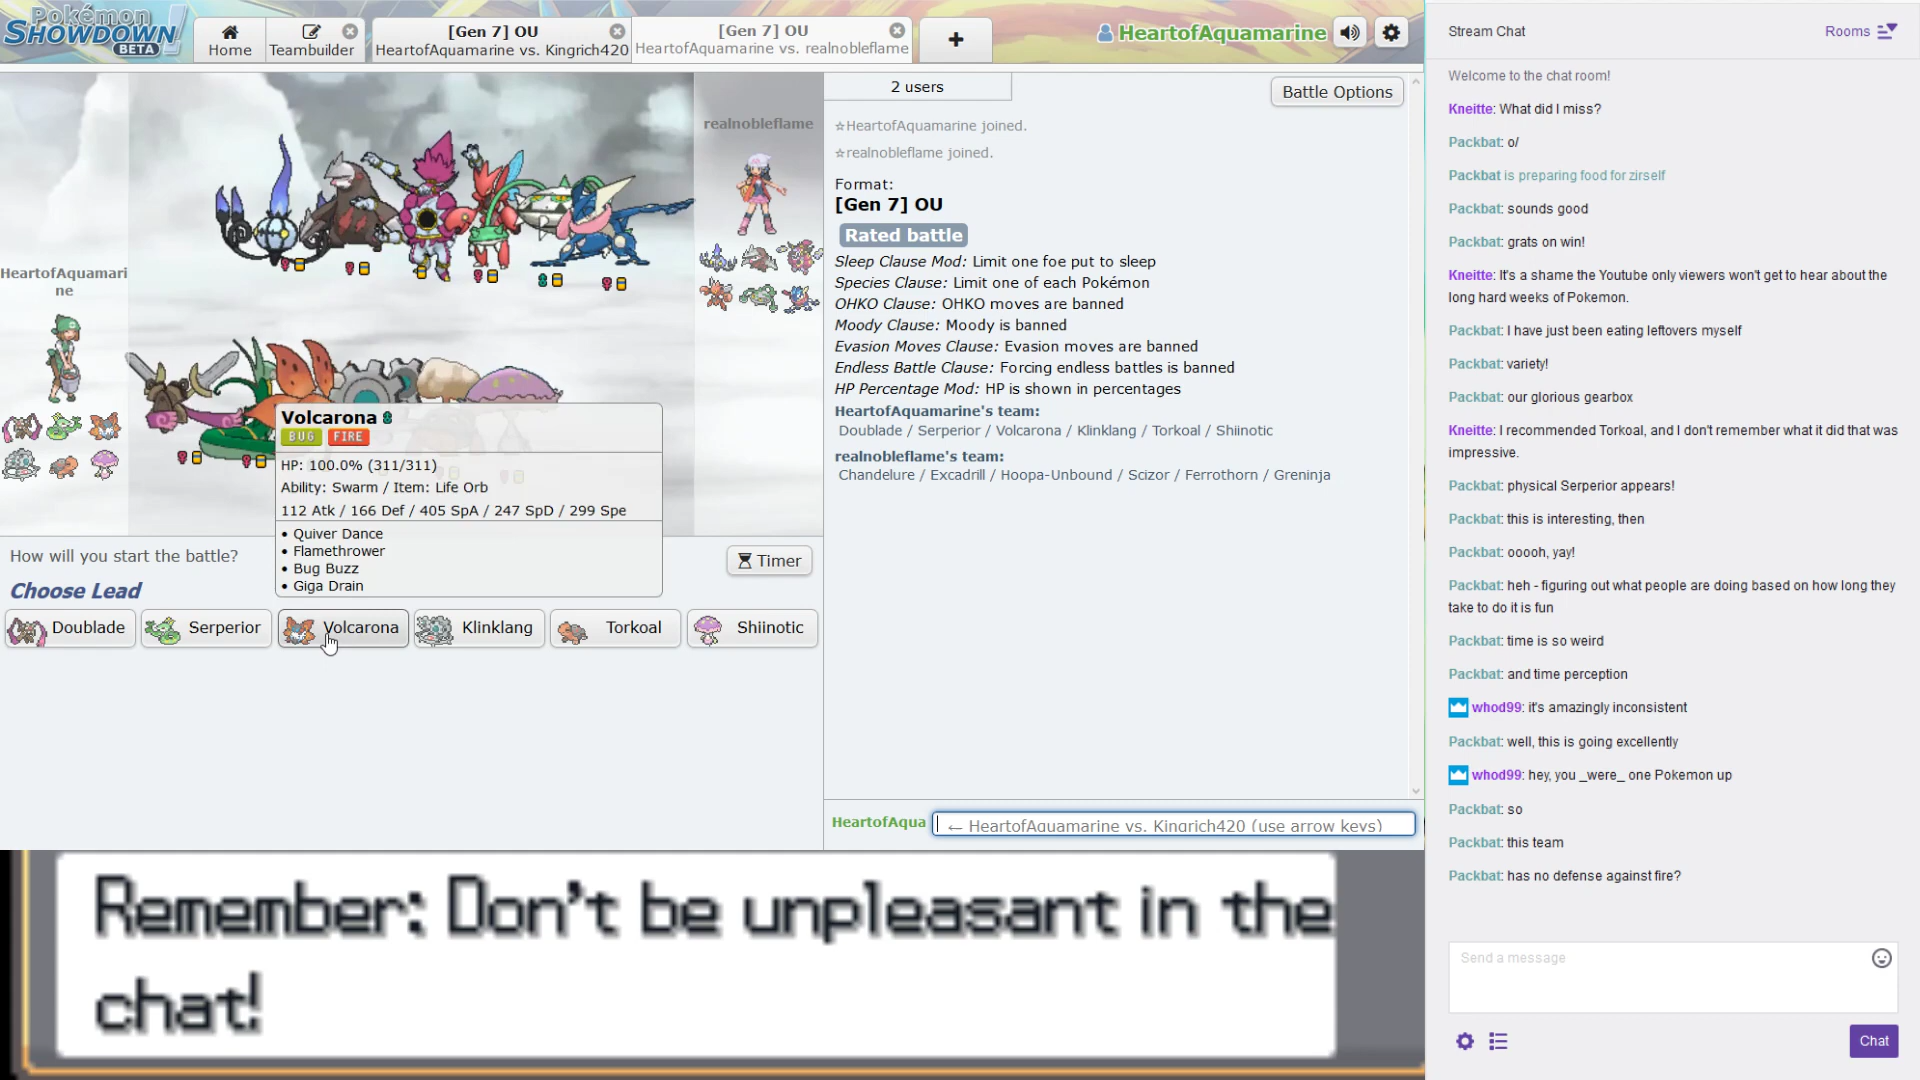 Pokémon
SHOWDOWN!
BETA
Home
Teambuilder
[Gen 7] OU
HeartofAquamarine vs. Kingrich420
[Gen 7] OU
HeartofAquamarine vs. realnobleflame
+
HeartofAquamarine
realnobleflame
HeartofAquamari
ne
Volcarona
BUG FIRE
HP: 100.0% (311/311)
Ability: Swarm / Item: Life Orb
112 Atk / 166 Def / 405 SpA / 247 SpD / 299 Spe
• Quiver Dance
• Flamethrower
• Bug Buzz
• Giga Drain
How will you start the battle?
Timer
Choose Lead
Doublade
Serperior
Volcarona
Klinklang
Torkoal
Shiinotic
2 users
Battle Options
☆HeartofAquamarine joined.
☆realnobleflame joined.
Format:
[Gen 7] OU
Rated battle
Sleep Clause Mod: Limit one foe put to sleep
Species Clause: Limit one of each Pokémon
OHKO Clause: OHKO moves are banned
Moody Clause: Moody is banned
Evasion Moves Clause: Evasion moves are banned
Endless Battle Clause: Forcing endless battles is banned
HP Percentage Mod: HP is shown in percentages
HeartofAquamarine's team:
Doublade / Serperior / Volcarona / Klinklang / Torkoal / Shiinotic
realnobleflame's team:
Chandelure / Excadrill / Hoopa-Unbound / Scizor / Ferrothorn / Greninja
HeartofAqua
← HeartofAquamarine vs. Kingrich420 (use arrow keys)
Remember: Don't be unpleasant in the
chat!
Stream Chat
Rooms
Welcome to the chat room!
Kneitte: What did I miss?
Packbat: o/
Packbat is preparing food for zirself
Packbat: sounds good
Packbat: grats on win!
Kneitte: It's a shame the Youtube only viewers won't get to hear about the
long hard weeks of Pokemon.
Packbat: I have just been eating leftovers myself
Packbat: variety!
Packbat: our glorious gearbox
Kneitte: I recommended Torkoal, and I don't remember what it did that was
impressive.
Packbat: physical Serperior appears!
Packbat: this is interesting, then
Packbat: ooooh, yay!
Packbat: heh - figuring out what people are doing based on how long they
take to do it is fun
Packbat: time is so weird
Packbat: and time perception
whod99: it's amazingly inconsistent
Packbat: well, this is going excellently
whod99: hey, you _were_ one Pokemon up
Packbat: so
Packbat: this team
Packbat: has no defense against fire?
Send a message
Chat